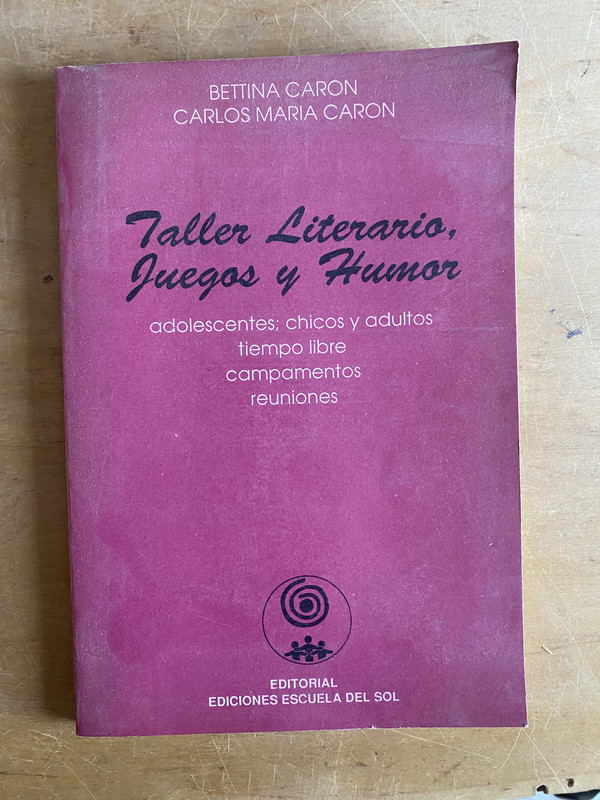 BETTINA CARON
CARLOS MARIA CARON
Taller Literario,
Juegos y Humor
adolescentes; chicos y adultos
tiempo libre
campamentos
reuniones
EDITORIAL
EDICIONES ESCUELA DEL SOL